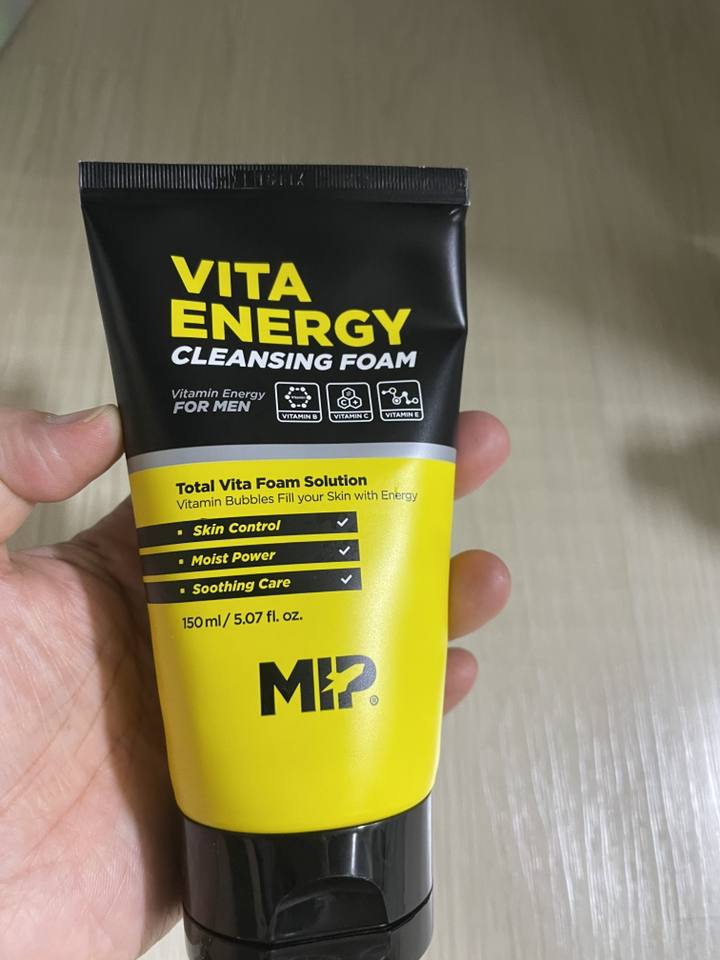 VITA
ENERGY
CLEANSING FOAM
Vitamin Energy
FOR MEN
VITAMIN B
VITAMIN C
VITAMIN E
Total Vita Foam Solution
Vitamin Bubbles Fill your Skin with Energy
Skin Control
Moist Power
Soothing Care
150 ml / 5.07 fl. oz.
MIP®